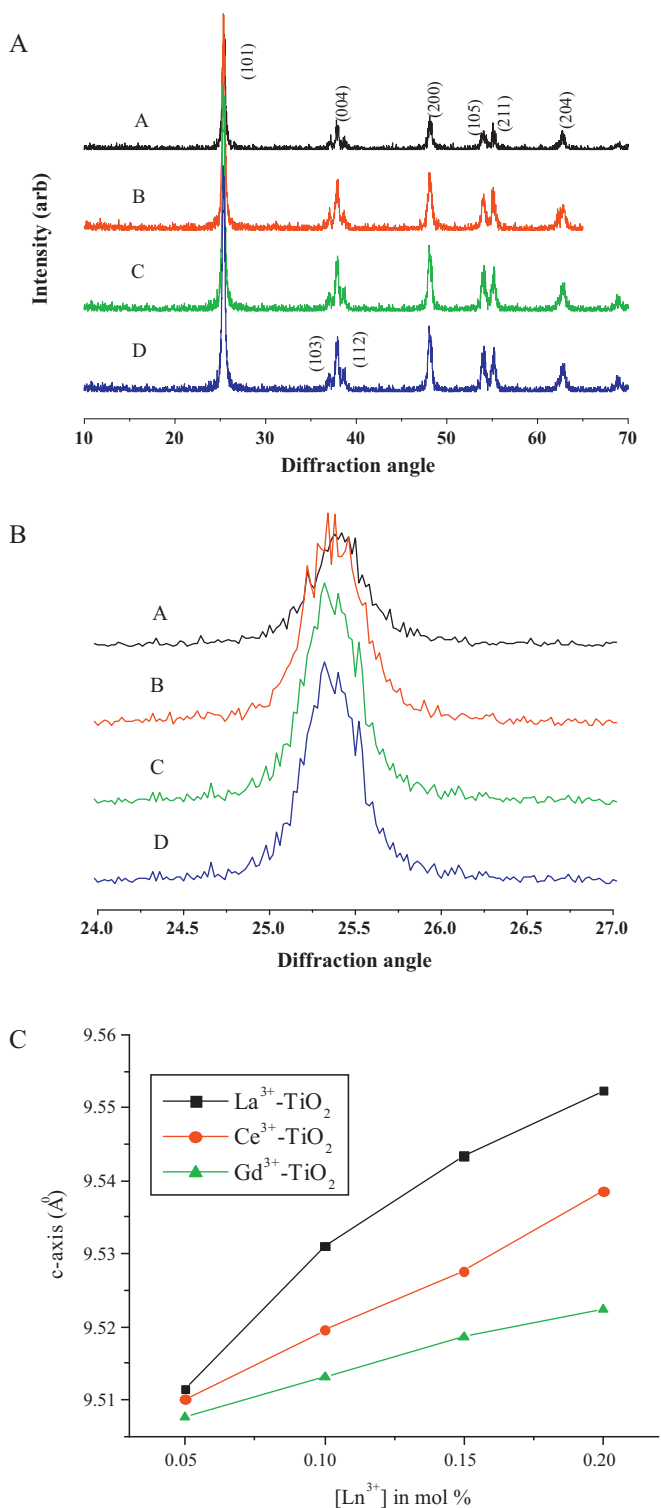 A
(101)
(004)
(200)
(105)
(211)
(204)
A
B
C
D
(103)
(112)
Intensity (arb)
10 20 30 40 50 60 70
Diffraction angle
B
A
B
C
D
24.0 24.5 25.0 25.5 26.0 26.5 27.0
Diffraction angle
C
9.56
9.55
9.54
9.53
9.52
9.51
c-axis (Å)
La³⁺-TiO₂
Ce³⁺-TiO₂
Gd³⁺-TiO₂
0.05 0.10 0.15 0.20
[Ln³⁺] in mol %